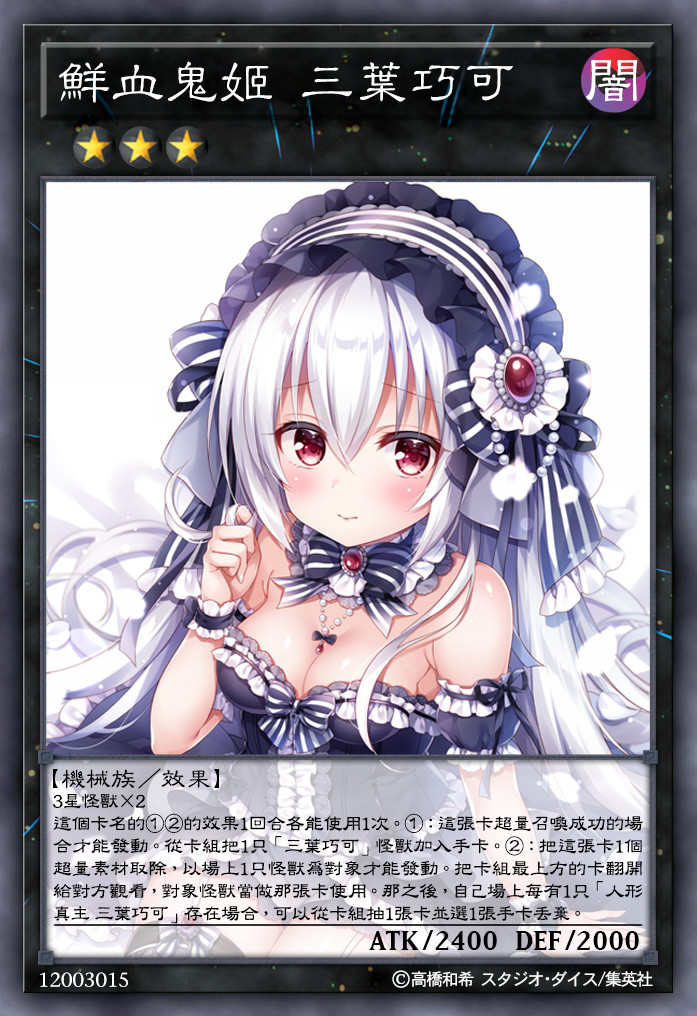 鮮血鬼姬 三葉巧可
闇
【機械族／效果】
3星怪獸×2
這個卡名的①②的效果1回合各能使用1次。①：這張卡超量召喚成功的場
合才能發動。從卡組把1只「三葉巧可」怪獸加入手卡。②：把這張卡1個
超量素材取除，以場上1只怪獸爲對象才能發動。把卡組最上方的卡翻開
給對方觀看，對象怪獸當做那張卡使用。那之後，自己場上每有1只「人形
真主 三葉巧可」存在場合，可以從卡組抽1張卡並選1張手卡丟棄。
ATK/2400 DEF/2000
12003015 ©高橋和希 スタジオ・ダイス/集英社